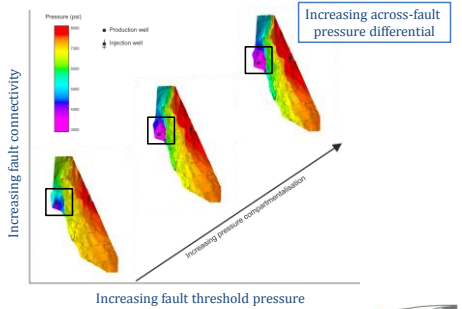 Increasing across-fault
pressure differential
Pressure (psi)
Production well
Injection well
Increasing fault connectivity
Increasing pressure compartmentalisation
Increasing fault threshold pressure